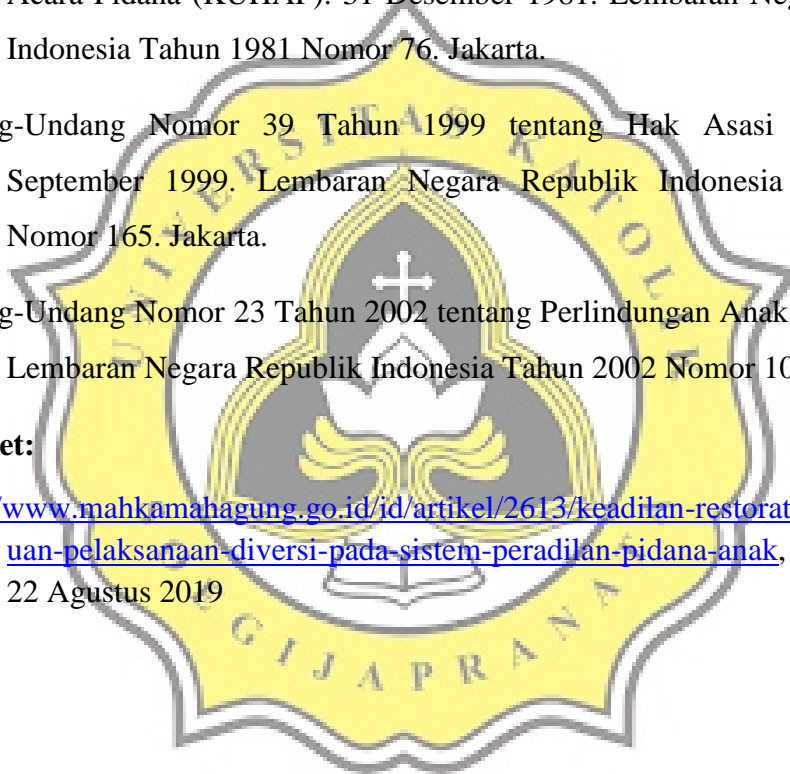 Acara Pidana (KUHAP). 31 Desember 1981. Lembaran Neg
Indonesia Tahun 1981 Nomor 76. Jakarta.
g-Undang Nomor 39 Tahun 1999 tentang Hak Asasi
September 1999. Lembaran Negara Republik Indonesia
Nomor 165. Jakarta.
g-Undang Nomor 23 Tahun 2002 tentang Perlindungan Anak
Lembaran Negara Republik Indonesia Tahun 2002 Nomor 10
et:
/www.mahkamahagung.go.id/id/artikel/2613/keadilan-restorat
uan-pelaksanaan-diversi-pada-sistem-peradilan-pidana-anak,
22 Agustus 2019
UNIVERSITAS KATOLIK
SOEGIJAPRANATA